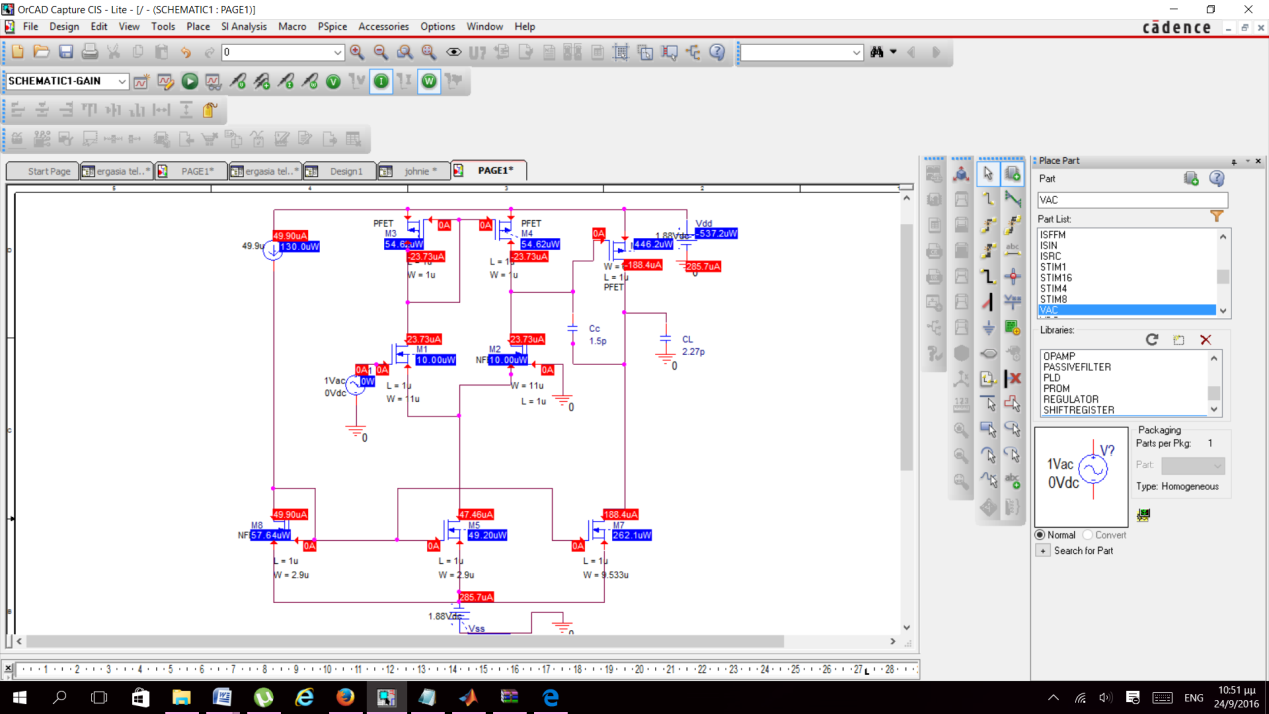 OrCAD Capture CIS - Lite - [/ - (SCHEMATIC1 : PAGE1)]
File Design Edit View Tools Place SI Analysis Macro PSpice Accessories Options Window Help
cādence
0
SCHEMATIC1-GAIN
Start Page
ergasia tel..*
PAGE1*
ergasia tel..*
Design1
johnie *
PAGE1*
5 4 3 2
PFET
M3
0A
54.62uW
-23.73uA
W = 1u
0A
PFET
M4
54.62uW
-23.73uA
L = 1u
W = 1u
0A
446.2uW
-188.4uA
L = 1u
PFET
Vdd
1.88Vdc
-537.2uW
285.7uA
0
49.90uA
49.9u
130.0uW
Cc
1.5p
CL
2.27p
0
23.73uA
M1
10.00uW
0A
0A
1Vac
0Vdc
0W
L = 1u
W = 11u
0
23.73uA
M2
10.00uW
0A
W = 11u
L = 1u
0
49.90uA
M8
57.64uW
0A
L = 1u
W = 2.9u
47.46uA
M5
49.20uW
0A
L = 1u
W = 2.9u
188.4uA
M7
262.1uW
0A
L = 1u
W = 9.533u
285.7uA
1.88Vdc
Vss
0
D
C
B
1 2 3 4 5 6 7 8 9 10 11 12 13 14 15 16 17 18 19 20 21 22 23 24 25 26 27 28
Place Part
Part
VAC
Part List:
ISFFM
ISIN
ISRC
STIM1
STIM16
STIM4
STIM8
VAC
Libraries:
OPAMP
PASSIVEFILTER
PLD
PROM
REGULATOR
SHIFTREGISTER
V?
1Vac
0Vdc
Packaging
Parts per Pkg: 1
Part:
Type: Homogeneous
Normal Convert
+ Search for Part
ENG
10:51 μμ
24/9/2016